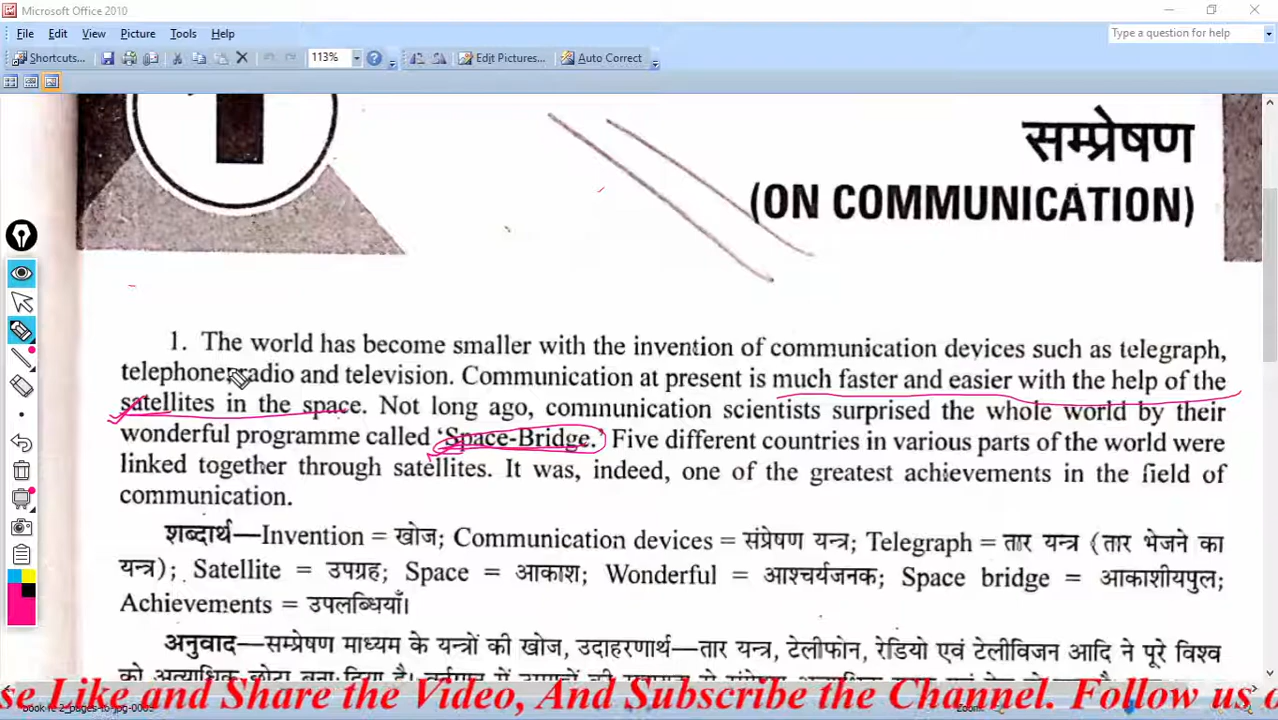 Microsoft Office 2010
File Edit View Picture Tools Help
Type a question for help
Shortcuts... 113% Edit Pictures... Auto Correct
सम्प्रेषण
(ON COMMUNICATION)
1. The world has become smaller with the invention of communication devices such as telegraph,
telephone, radio and television. Communication at present is much faster and easier with the help of the
satellites in the space. Not long ago, communication scientists surprised the whole world by their
wonderful programme called ‘Space-Bridge.’ Five different countries in various parts of the world were
linked together through satellites. It was, indeed, one of the greatest achievements in the field of
communication.
शब्दार्थ—Invention = खोज; Communication devices = संप्रेषण यन्त्र; Telegraph = तार यन्त्र (तार भेजने का
यन्त्र); Satellite = उपग्रह; Space = आकाश; Wonderful = आश्चर्यजनक; Space bridge = आकाशीयपुल;
Achievements = उपलब्धियाँ।
अनुवाद—सम्प्रेषण माध्यम के यन्त्रों की खोज, उदाहरणार्थ—तार यन्त्र, टेलीफोन, रेडियो एवं टेलीविजन आदि ने पूरे विश्व
को अत्याधिक छोटा बना दिया है।
se Like and Share the Video, And Subscribe the Channel. Follow us o
Zoom